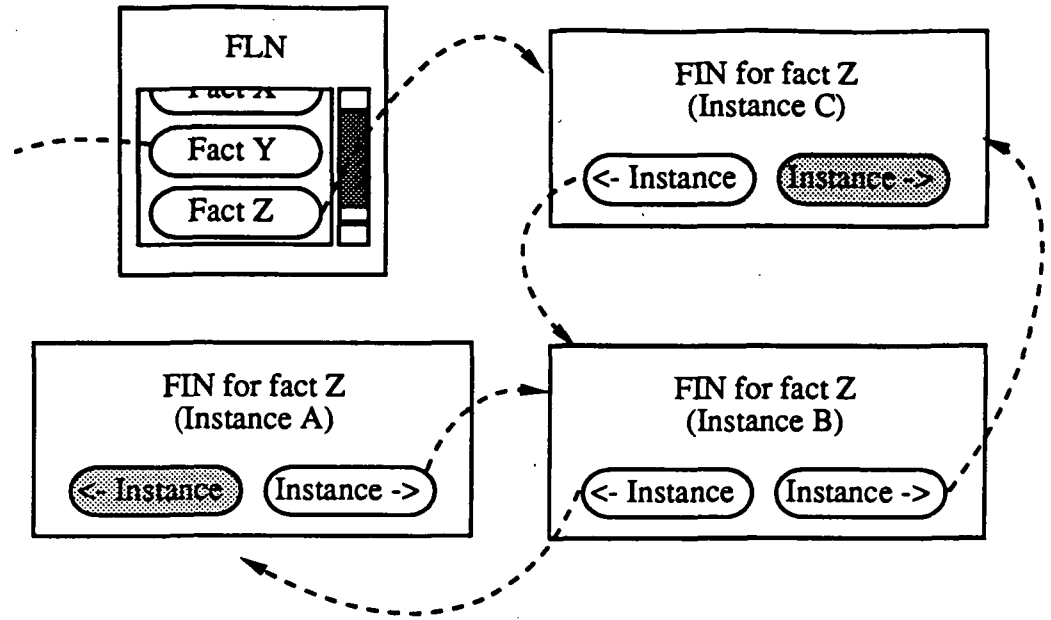 FLN
Fact X
Fact Y
Fact Z
FIN for fact Z
(Instance C)
<- Instance
Instance ->
FIN for fact Z
(Instance A)
<- Instance
Instance ->
FIN for fact Z
(Instance B)
<- Instance
Instance ->